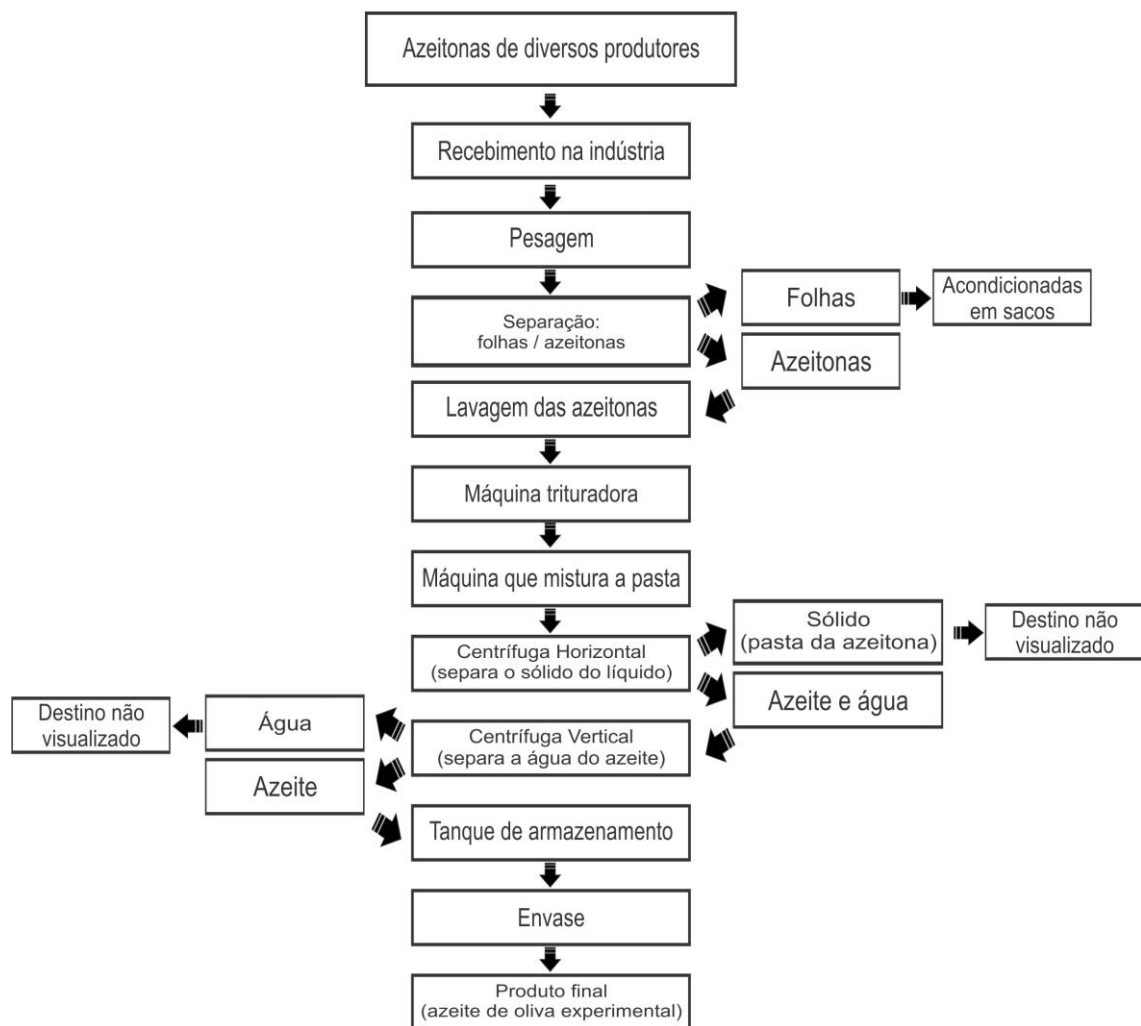 Azeitonas de diversos produtores
Recebimento na indústria
Pesagem
Separação:
folhas / azeitonas
Folhas
Acondicionadas
em sacos
Azeitonas
Lavagem das azeitonas
Máquina trituradora
Máquina que mistura a pasta
Centrífuga Horizontal
(separa o sólido do líquido)
Sólido
(pasta da azeitona)
Destino não
visualizado
Azeite e água
Centrífuga Vertical
(separa a água do azeite)
Água
Destino não
visualizado
Azeite
Tanque de armazenamento
Envase
Produto final
(azeite de oliva experimental)